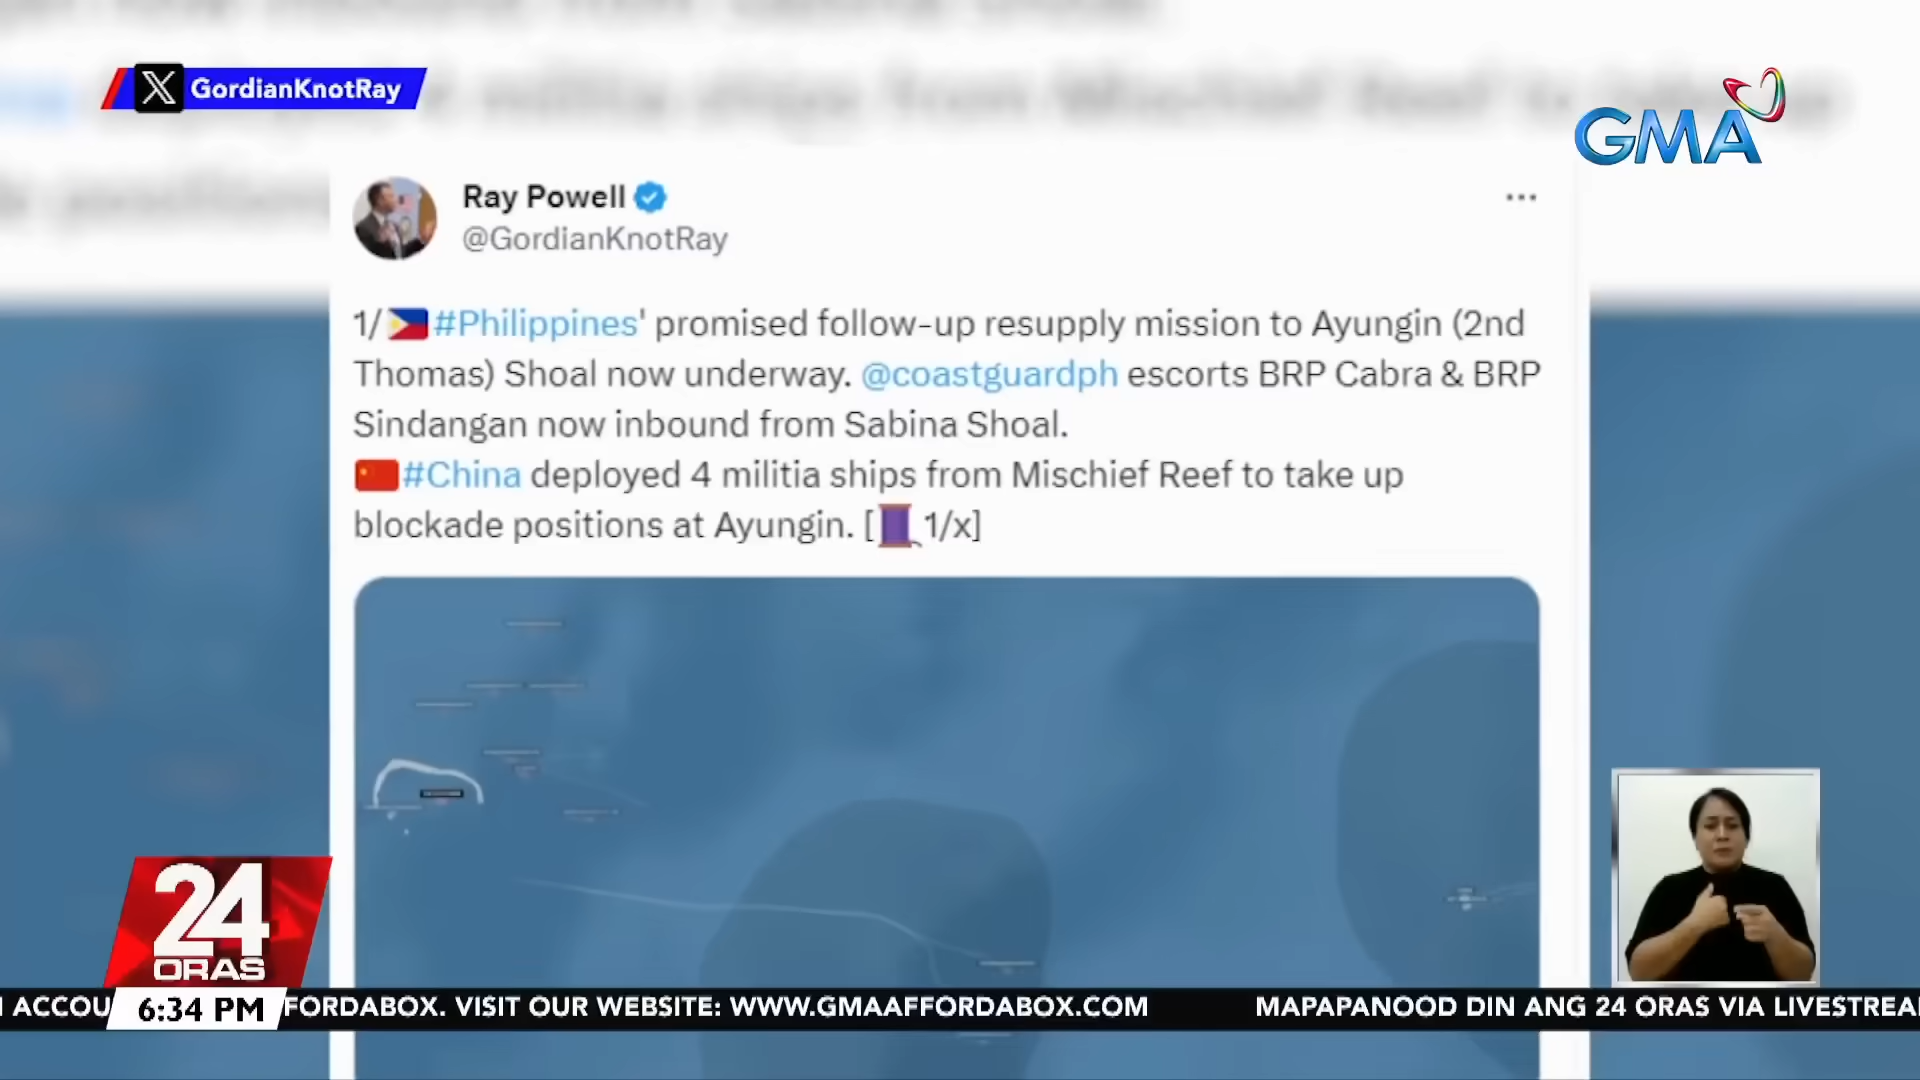 GordianKnotRay
GMA
Ray Powell
@GordianKnotRay
1/🇵🇭#Philippines' promised follow-up resupply mission to Ayungin (2nd
Thomas) Shoal now underway. @coastguardph escorts BRP Cabra & BRP
Sindangan now inbound from Sabina Shoal.
🇨🇳#China deployed 4 militia ships from Mischief Reef to take up
blockade positions at Ayungin. [🧵1/x]
24
ORAS
6:34 PM
ACCOU FORDABOX. VISIT OUR WEBSITE: WWW.GMAAFFORDABOX.COM MAPAPANOOD DIN ANG 24 ORAS VIA LIVESTREA